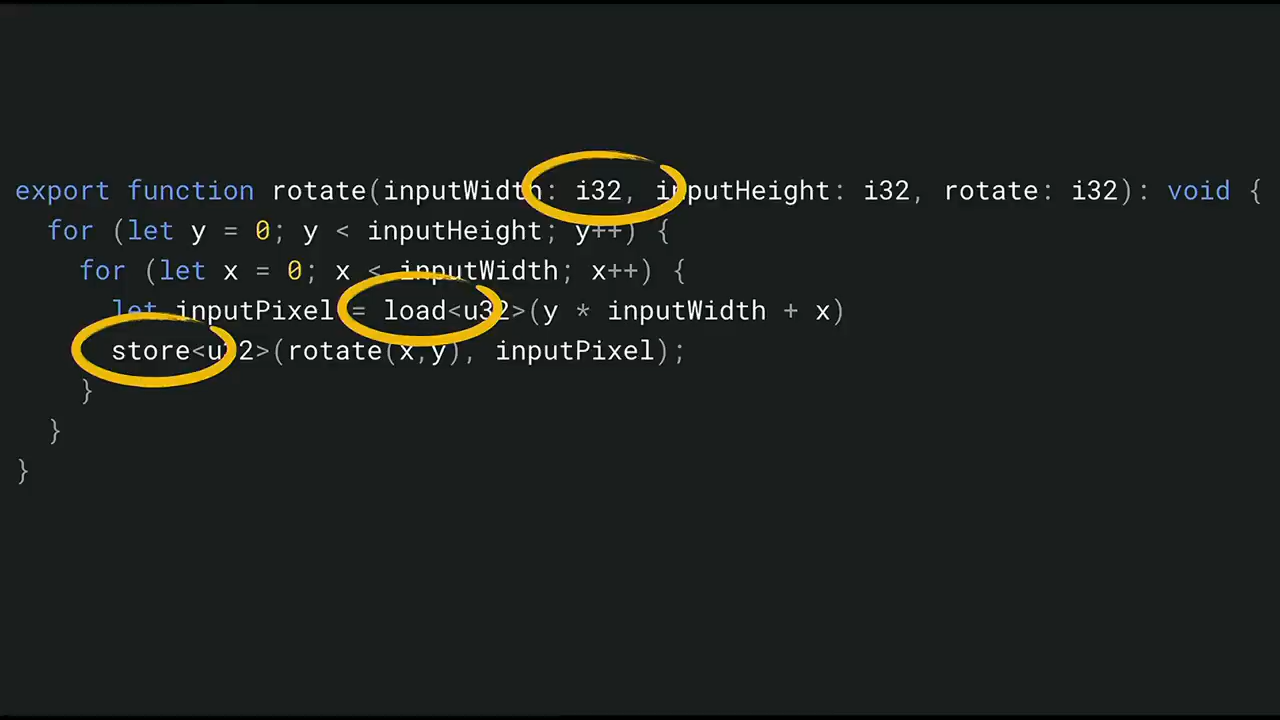 export function rotate(inputWidth: i32, inputHeight: i32, rotate: i32): void {
for (let y = 0; y < inputHeight; y++) {
for (let x = 0; x < inputWidth; x++) {
let inputPixel = load<u32>(y * inputWidth + x)
store<u32>(rotate(x,y), inputPixel);
}
}
}